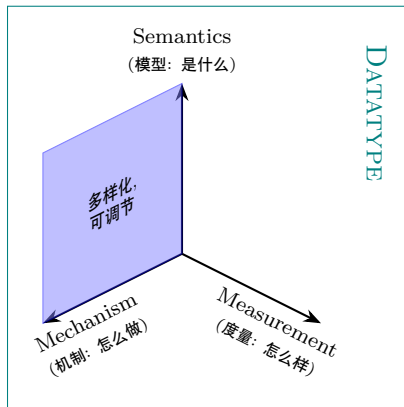 Semantics
(模型: 是什么)
DATATYPE
多样化,
可调节
Mechanism
(机制: 怎么做)
Measurement
(度量: 怎么样)